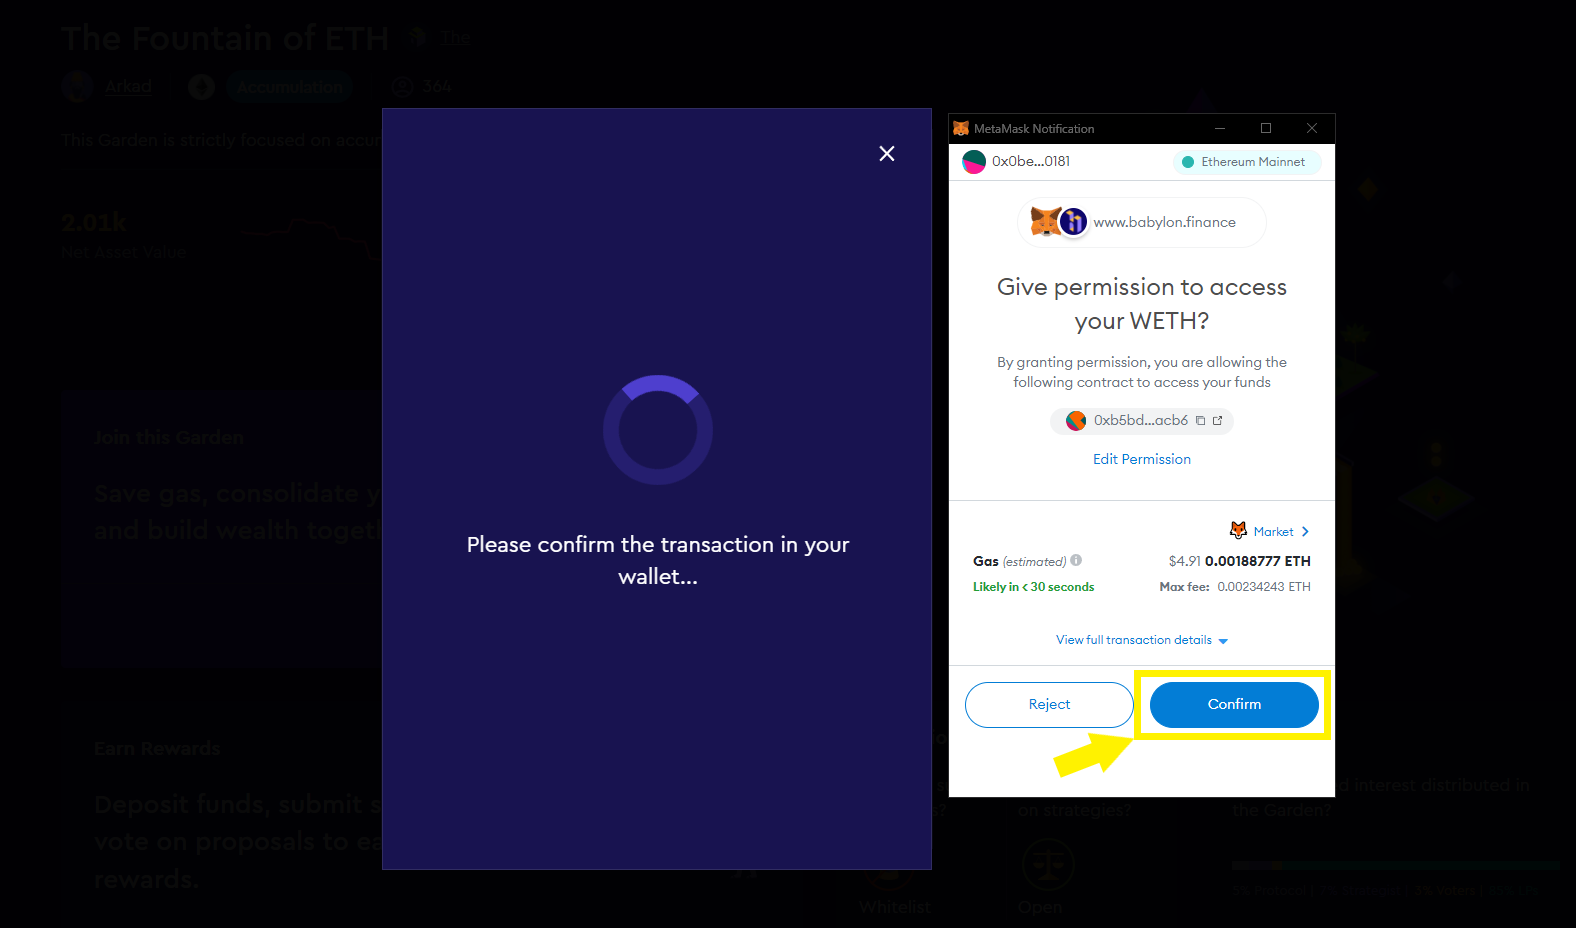 The Fountain of ETH The
Arkad Accumulation 364
This Garden is strictly focused on accur
2.01k
Net Asset Value
Join this Garden
Save gas, consolidate y
and build wealth togeth
Earn Rewards
Deposit funds, submit s
vote on proposals to ea
rewards.
Please confirm the transaction in your
wallet...
MetaMask Notification
0x0be...0181 Ethereum Mainnet
www.babylon.finance
Give permission to access
your WETH?
By granting permission, you are allowing the
following contract to access your funds
0xb5bd...acb6
Edit Permission
Market
Gas (estimated) $4.91 0.00188777 ETH
Likely in < 30 seconds Max fee: 0.00234243 ETH
View full transaction details
Reject Confirm
on strategies?
d interest distributed in
the Garden?
Whitelist
Open